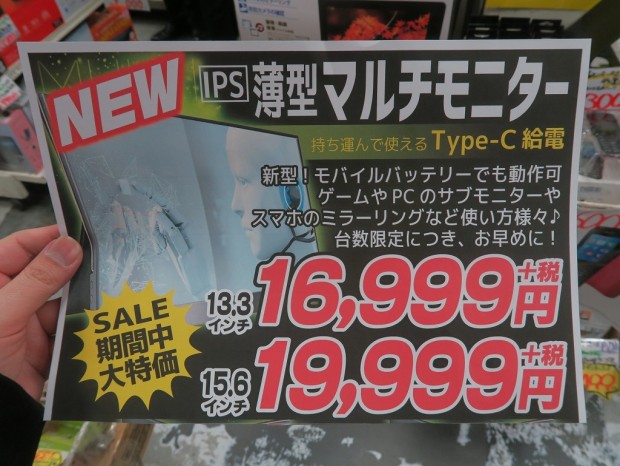 NEW
IPS 薄型マルチモニター
持ち運んで使える Type-C 給電
新型！モバイルバッテリーでも動作可
ゲームやPCのサブモニターや
スマホのミラーリングなど使い方様々♪
台数限定につき、お早めに！
SALE
期間中
大特価
13.3インチ 16,999円+税
15.6インチ 19,999円+税